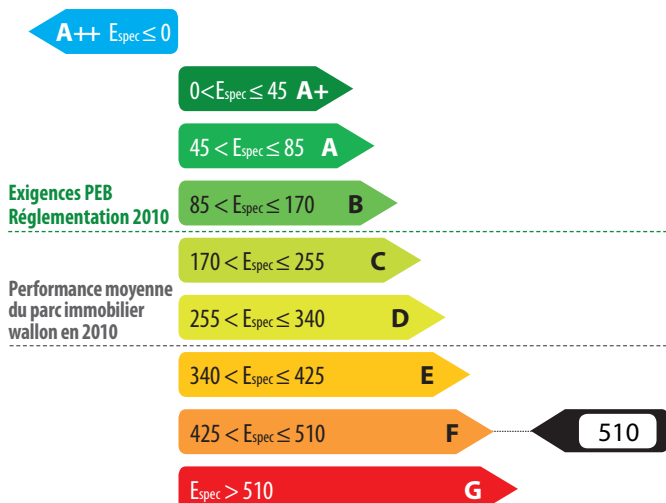 A++ Espec ≤ 0
0<Espec ≤ 45 A+
45 < Espec ≤ 85 A
Exigences PEB
Réglementation 2010
85 < Espec ≤ 170 B
170 < Espec ≤ 255 C
Performance moyenne
du parc immobilier
wallon en 2010
255 < Espec ≤ 340 D
340 < Espec ≤ 425 E
425 < Espec ≤ 510 F
510
Espec > 510 G